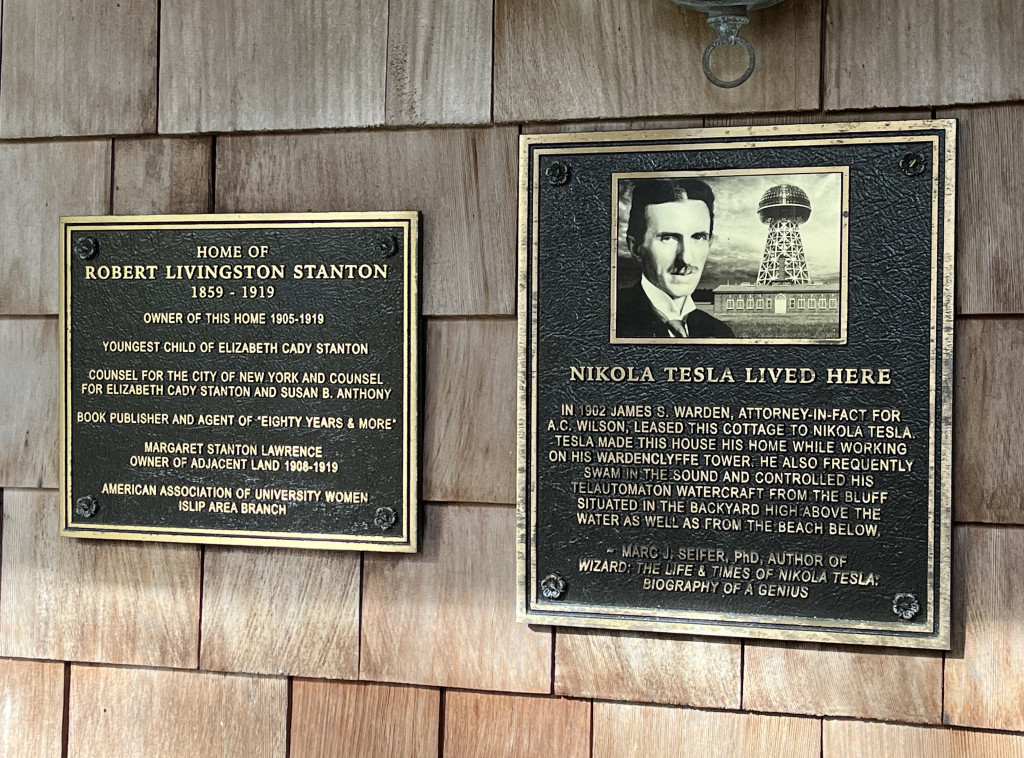 HOME OF
ROBERT LIVINGSTON STANTON
1859 - 1919
OWNER OF THIS HOME 1905-1919
YOUNGEST CHILD OF ELIZABETH CADY STANTON
COUNSEL FOR THE CITY OF NEW YORK AND COUNSEL
FOR ELIZABETH CADY STANTON AND SUSAN B. ANTHONY
BOOK PUBLISHER AND AGENT OF "EIGHTY YEARS & MORE"
MARGARET STANTON LAWRENCE
OWNER OF ADJACENT LAND 1908-1919
AMERICAN ASSOCIATION OF UNIVERSITY WOMEN
ISLIP AREA BRANCH
NIKOLA TESLA LIVED HERE
IN 1902 JAMES S. WARDEN, ATTORNEY-IN-FACT FOR
A.C. WILSON, LEASED THIS COTTAGE TO NIKOLA TESLA.
TESLA MADE THIS HOUSE HIS HOME WHILE WORKING
ON HIS WARDENCLYFFE TOWER. HE ALSO FREQUENTLY
SWAM IN THE SOUND AND CONTROLLED HIS
TELAUTOMATON WATERCRAFT FROM THE BLUFF
SITUATED IN THE BACKYARD HIGH ABOVE THE
WATER AS WELL AS FROM THE BEACH BELOW.
~ MARC J. SEIFER, PhD, AUTHOR OF
WIZARD: THE LIFE & TIMES OF NIKOLA TESLA:
BIOGRAPHY OF A GENIUS